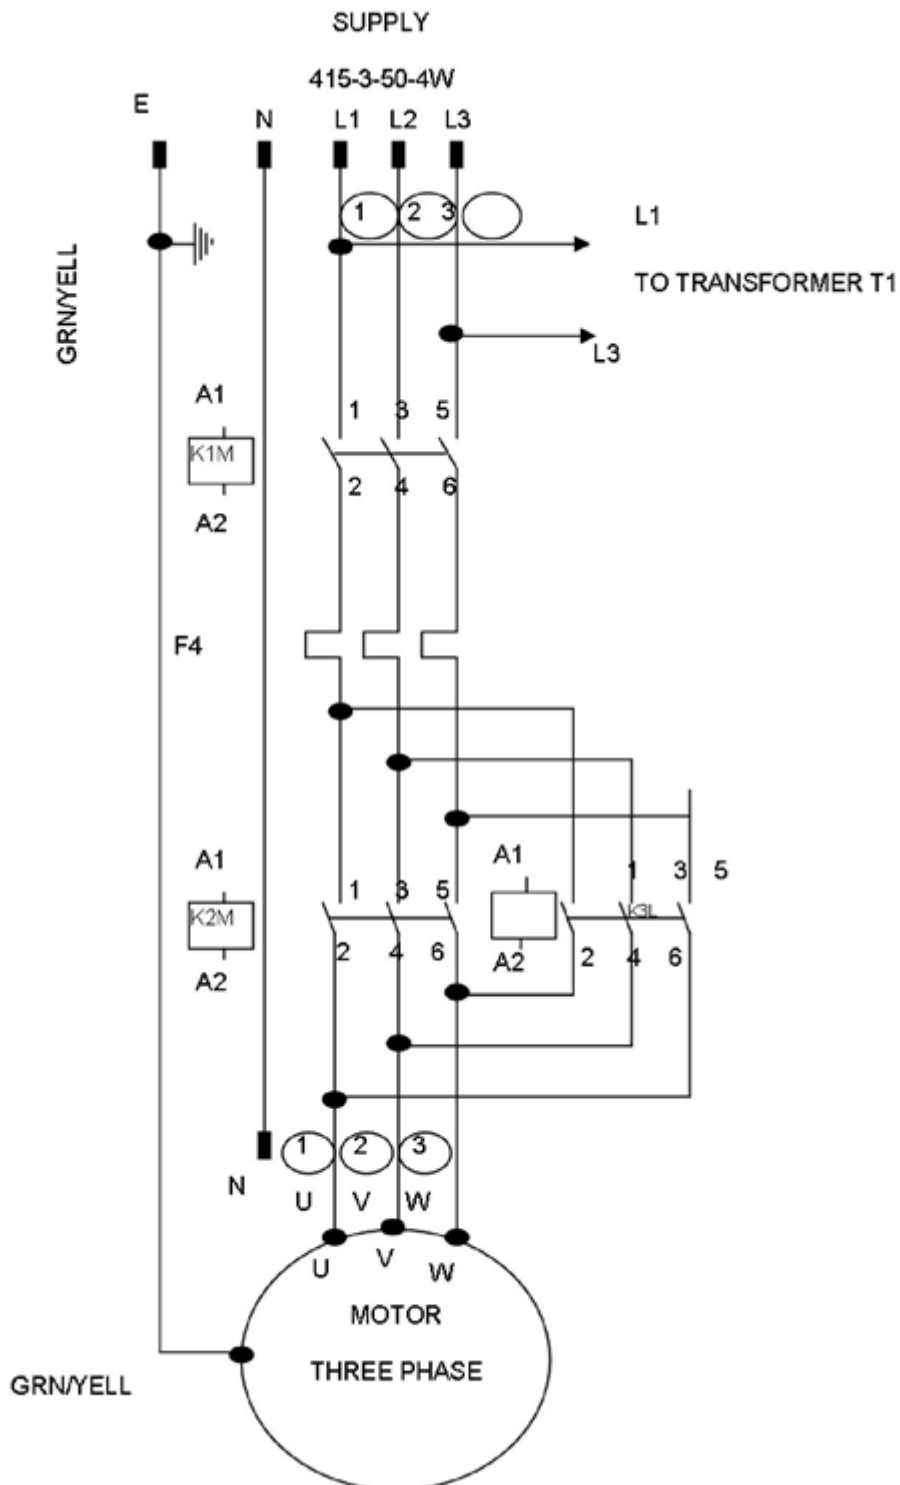 SUPPLY
415-3-50-4W
E N L1 L2 L3
1 2 3
L1
TO TRANSFORMER T1
GRN/YELL
L3
A1
1 3 5
K1M
2 4 6
A2
F4
A1
1 3 5
K2M
2 4 6
A2
A1
1 3 5
K3L
A2
2 4 6
1 2 3
N
U V W
U V W
MOTOR
THREE PHASE
GRN/YELL